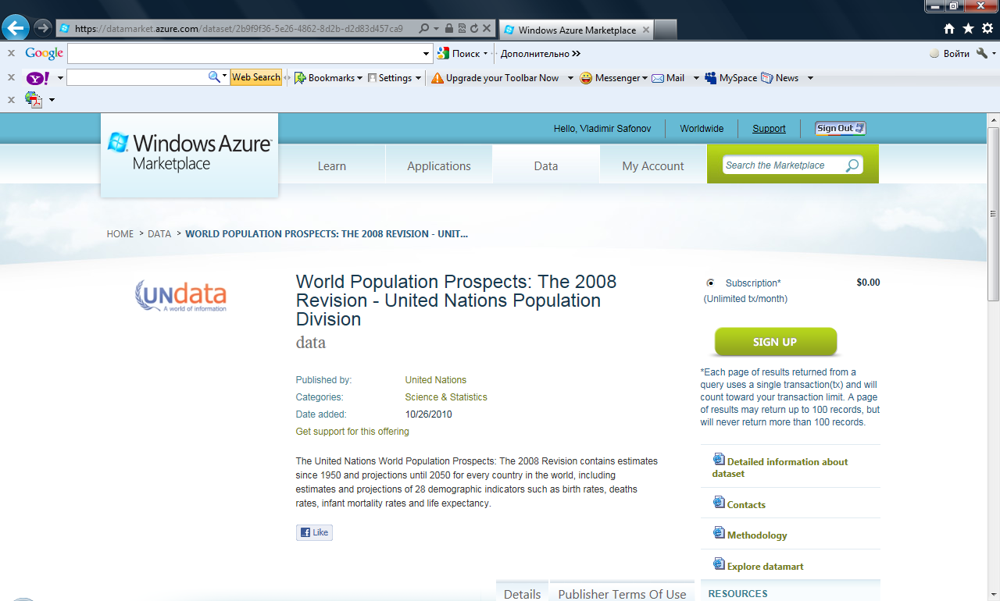 https://datamarket.azure.com/dataset/2b9f9f36-5e26-4862-8d2b-d2d83d457ca9
Windows Azure Marketplace
Google
Поиск
Дополнительно
Войти
Y!
Web Search
Bookmarks
Settings
Upgrade your Toolbar Now
Messenger
Mail
MySpace
News
Hello, Vladimir Safonov
Worldwide
Support
Sign Out
Windows Azure
Marketplace
Learn
Applications
Data
My Account
Search the Marketplace
HOME > DATA > WORLD POPULATION PROSPECTS: THE 2008 REVISION - UNIT...
UNdata
A world of information
World Population Prospects: The 2008
Revision - United Nations Population
Division
data
Published by: United Nations
Categories: Science & Statistics
Date added: 10/26/2010
Get support for this offering
The United Nations World Population Prospects: The 2008 Revision contains estimates
since 1950 and projections until 2050 for every country in the world, including
estimates and projections of 28 demographic indicators such as birth rates, deaths
rates, infant mortality rates and life expectancy.
Like
Details
Publisher Terms Of Use
Subscription* $0.00
(Unlimited tx/month)
SIGN UP
*Each page of results returned from a
query uses a single transaction(tx) and will
count toward your transaction limit. A page
of results may return up to 100 records, but
will never return more than 100 records.
Detailed information about
dataset
Contacts
Methodology
Explore datamart
RESOURCES